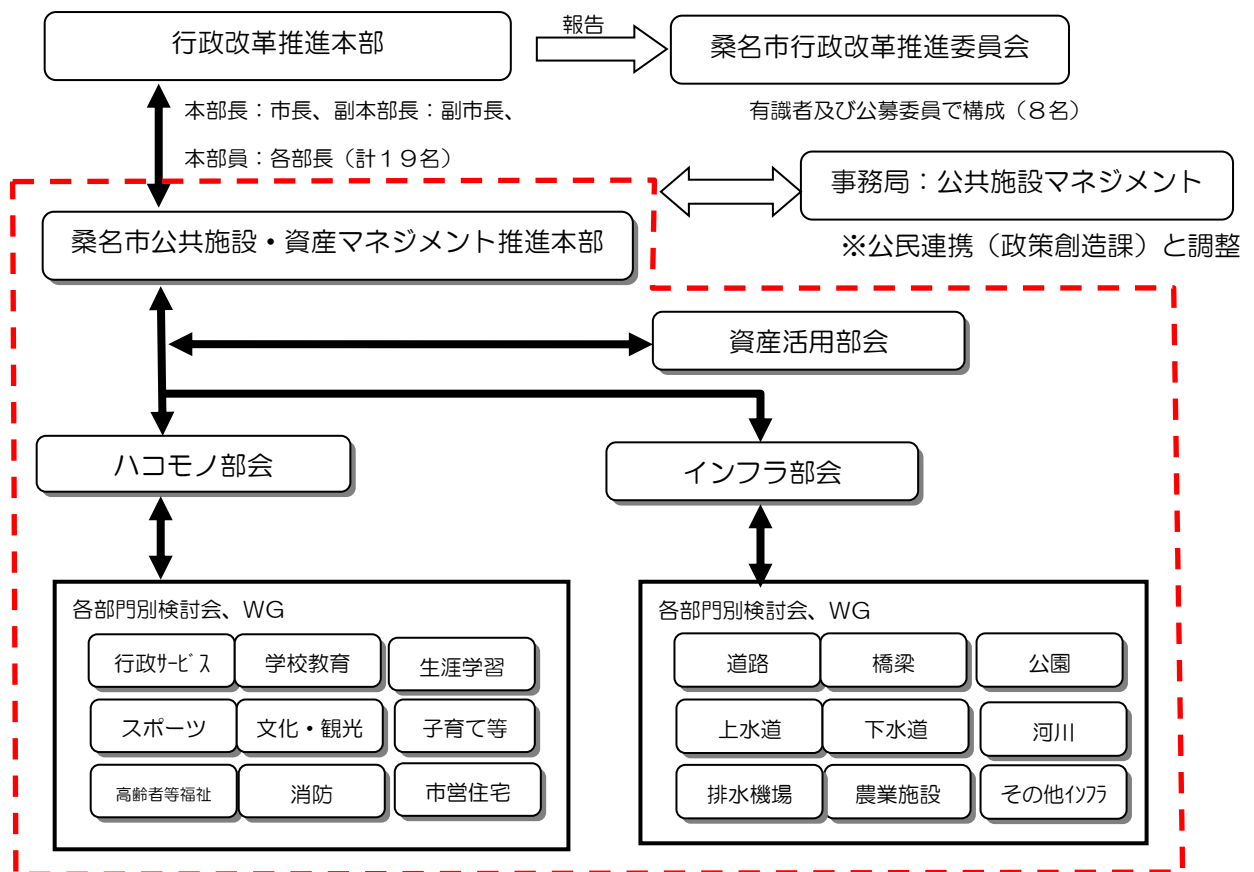 行政改革推進本部
報告
桑名市行政改革推進委員会
本部長：市長、副本部長：副市長、
本部員：各部長（計１９名）
有識者及び公募委員で構成（８名）
事務局：公共施設マネジメント
※公民連携（政策創造課）と調整
桑名市公共施設・資産マネジメント推進本部
資産活用部会
ハコモノ部会
インフラ部会
各部門別検討会、WG
行政ｻｰﾋﾞｽ
学校教育
生涯学習
スポーツ
文化・観光
子育て等
高齢者等福祉
消防
市営住宅
各部門別検討会、WG
道路
橋梁
公園
上水道
下水道
河川
排水機場
農業施設
その他ｲﾝﾌﾗ